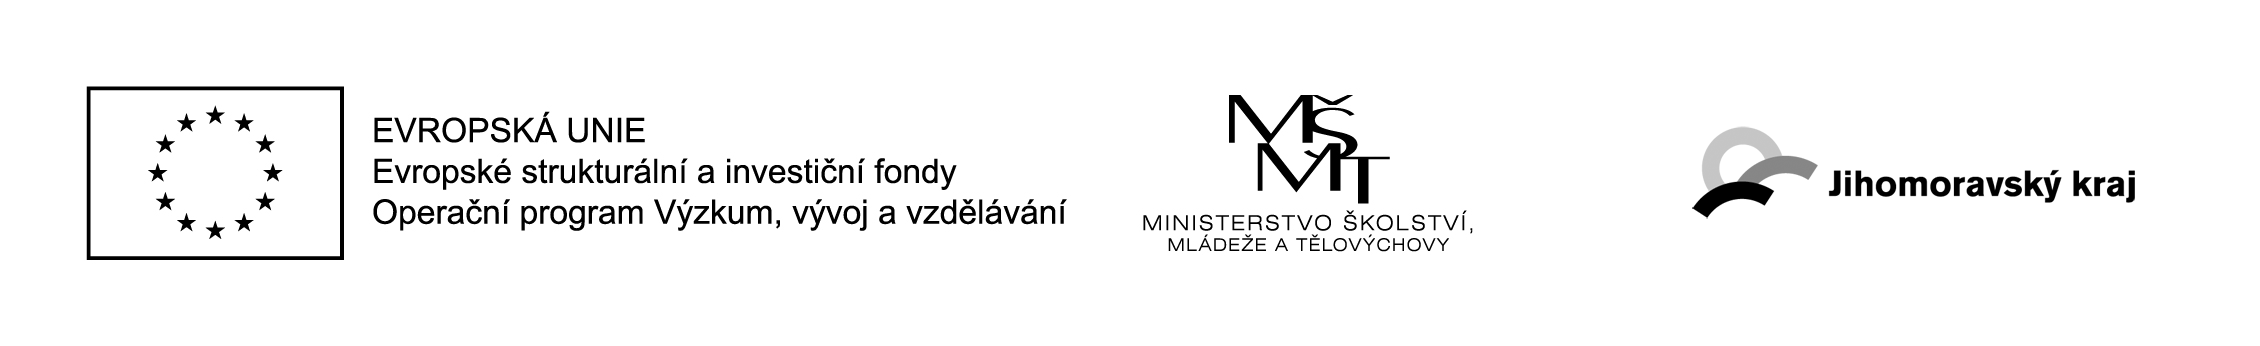 EVROPSKÁ UNIE
Evropské strukturální a investiční fondy
Operační program Výzkum, vývoj a vzdělávání
MŠMT
MINISTERSTVO ŠKOLSTVÍ,
MLÁDEŽE A TĚLOVÝCHOVY
Jihomoravský kraj